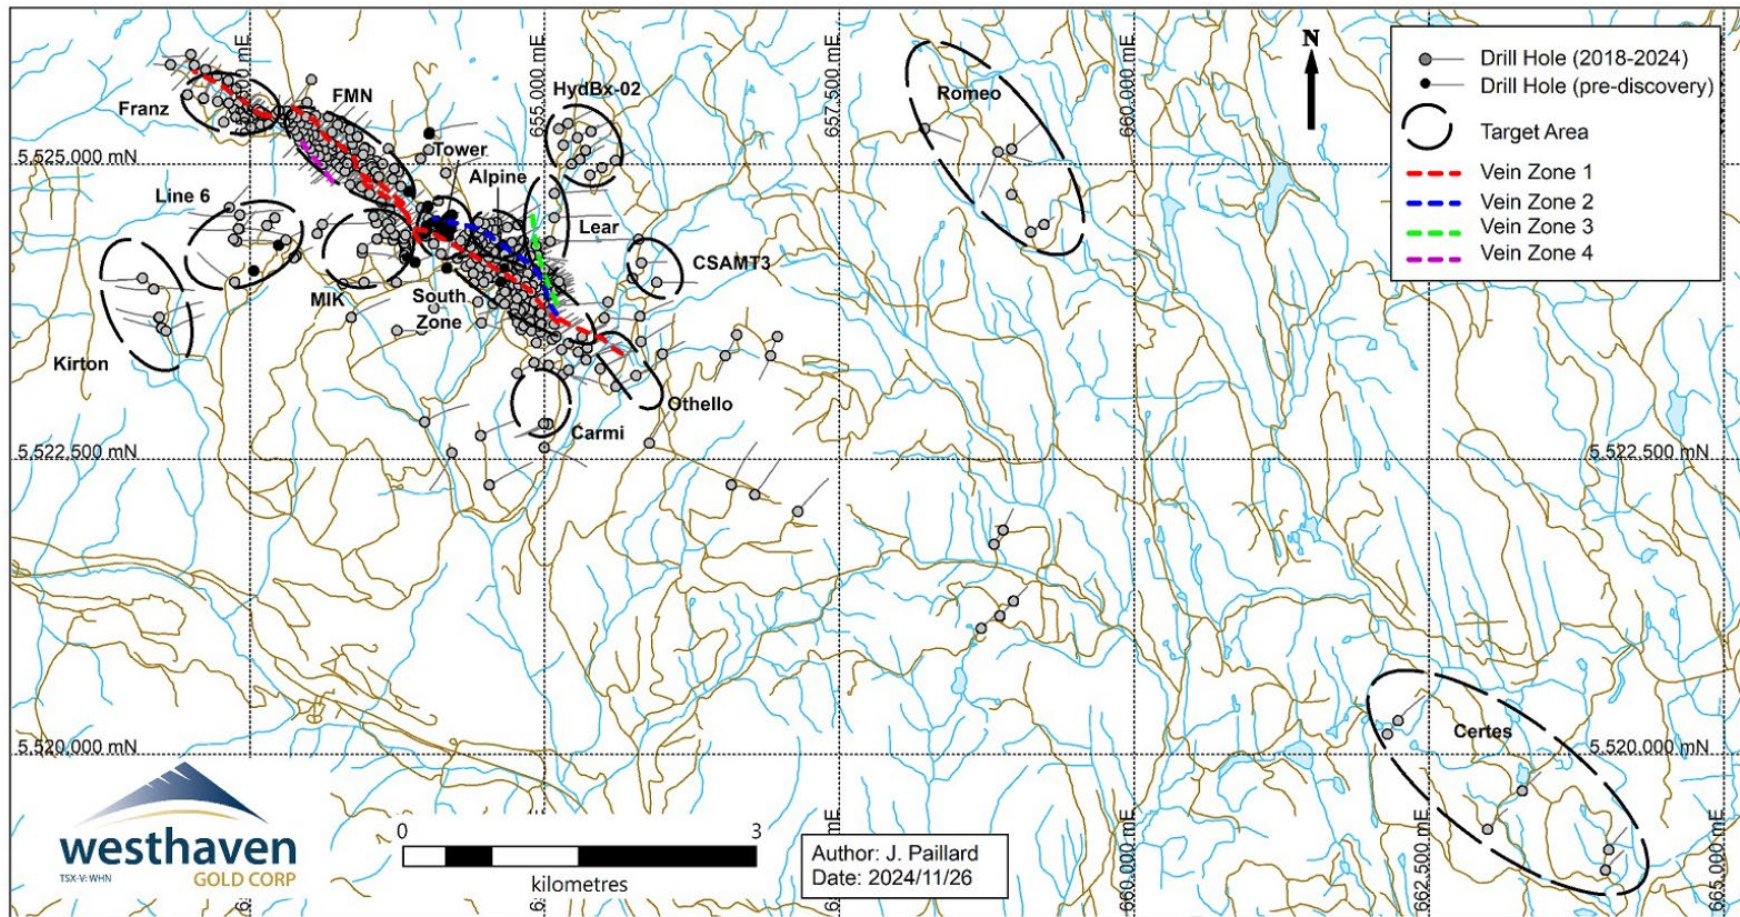 N
Drill Hole (2018-2024)
Drill Hole (pre-discovery)
Target Area
Vein Zone 1
Vein Zone 2
Vein Zone 3
Vein Zone 4
655,000 mE
657,500 mE
660,000 mE
Franz
FMN
HydBx-02
Romeo
Tower
5,525,000 mN
Alpine
Line 6
Lear
CSAMT3
MIK
South
Zone
Kirton
Othello
Carmi
5,522,500 mN
5,522,500 mN
Certes
5,520,000 mN
5,520,000 mN
westhaven
TSX-V: WHN
GOLD CORP
0
3
kilometres
Author: J. Paillard
Date: 2024/11/26
mE
660,000 mE
662,500 mE
665,000 mE